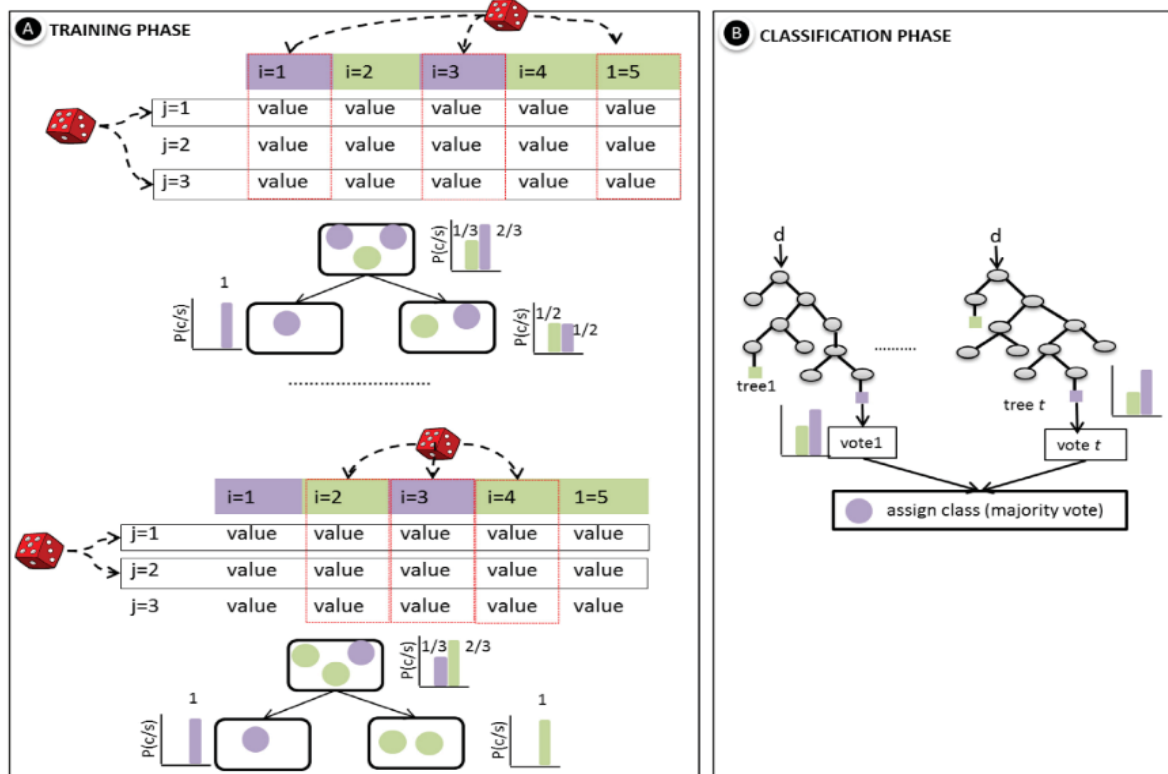 A TRAINING PHASE
i=1 i=2 i=3 i=4 1=5
j=1 value value value value value
j=2 value value value value value
j=3 value value value value value
P(c/s) 1/3 2/3
P(c/s) 1
P(c/s) 1/2 1/2
i=1 i=2 i=3 i=4 1=5
j=1 value value value value value
j=2 value value value value value
j=3 value value value value value
P(c/s) 1/3 2/3
P(c/s) 1
P(c/s) 1
B CLASSIFICATION PHASE
d d
tree1
tree t
vote1 vote t
assign class (majority vote)